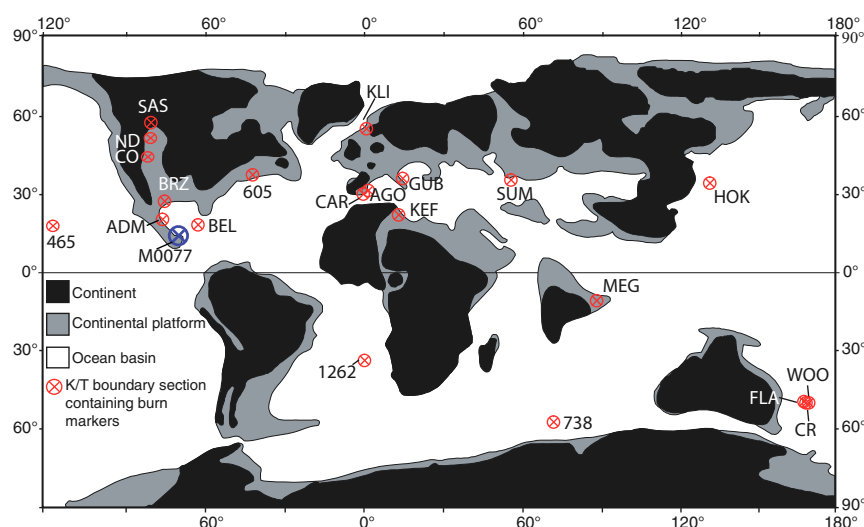 120° 60° 0° 60° 120° 180°
90° 90°
KLI
SAS
60° 60°
ND
CO
BRZ
605
GUB
SUM
30° 30°
CAR AGO
HOK
KEF
ADM BEL
465
M0077
0° 0°
MEG
Continent
Continental platform
30° 30°
Ocean basin
1262
WOO
K/T boundary section
containing burn
markers
FLA
738
CR
60° 60°
90° 90°
60° 0° 60° 120° 180°